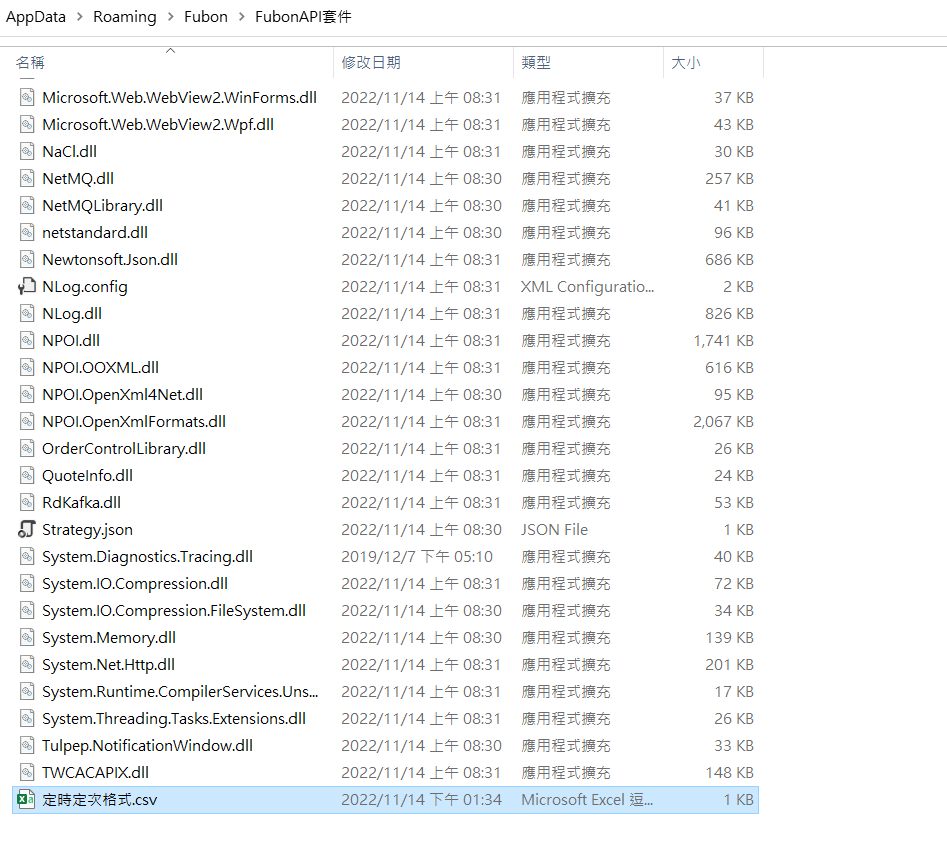 AppData > Roaming > Fubon > FubonAPI套件
名稱 修改日期 類型 大小
Microsoft.Web.WebView2.WinForms.dll 2022/11/14 上午 08:31 應用程式擴充 37 KB
Microsoft.Web.WebView2.Wpf.dll 2022/11/14 上午 08:31 應用程式擴充 43 KB
NaCl.dll 2022/11/14 上午 08:31 應用程式擴充 30 KB
NetMQ.dll 2022/11/14 上午 08:30 應用程式擴充 257 KB
NetMQLibrary.dll 2022/11/14 上午 08:30 應用程式擴充 41 KB
netstandard.dll 2022/11/14 上午 08:30 應用程式擴充 96 KB
Newtonsoft.Json.dll 2022/11/14 上午 08:31 應用程式擴充 686 KB
NLog.config 2022/11/14 上午 08:31 XML Configuratio... 2 KB
NLog.dll 2022/11/14 上午 08:31 應用程式擴充 826 KB
NPOI.dll 2022/11/14 上午 08:31 應用程式擴充 1,741 KB
NPOI.OOXML.dll 2022/11/14 上午 08:31 應用程式擴充 616 KB
NPOI.OpenXml4Net.dll 2022/11/14 上午 08:30 應用程式擴充 95 KB
NPOI.OpenXmlFormats.dll 2022/11/14 上午 08:31 應用程式擴充 2,067 KB
OrderControlLibrary.dll 2022/11/14 上午 08:31 應用程式擴充 26 KB
QuoteInfo.dll 2022/11/14 上午 08:31 應用程式擴充 24 KB
RdKafka.dll 2022/11/14 上午 08:31 應用程式擴充 53 KB
Strategy.json 2022/11/14 上午 08:30 JSON File 1 KB
System.Diagnostics.Tracing.dll 2019/12/7 下午 05:10 應用程式擴充 40 KB
System.IO.Compression.dll 2022/11/14 上午 08:31 應用程式擴充 72 KB
System.IO.Compression.FileSystem.dll 2022/11/14 上午 08:30 應用程式擴充 34 KB
System.Memory.dll 2022/11/14 上午 08:30 應用程式擴充 139 KB
System.Net.Http.dll 2022/11/14 上午 08:31 應用程式擴充 201 KB
System.Runtime.CompilerServices.Uns... 2022/11/14 上午 08:31 應用程式擴充 17 KB
System.Threading.Tasks.Extensions.dll 2022/11/14 上午 08:31 應用程式擴充 26 KB
Tulpep.NotificationWindow.dll 2022/11/14 上午 08:30 應用程式擴充 33 KB
TWCACAPIX.dll 2022/11/14 上午 08:31 應用程式擴充 148 KB
定時定次格式.csv 2022/11/14 下午 01:34 Microsoft Excel 逗... 1 KB